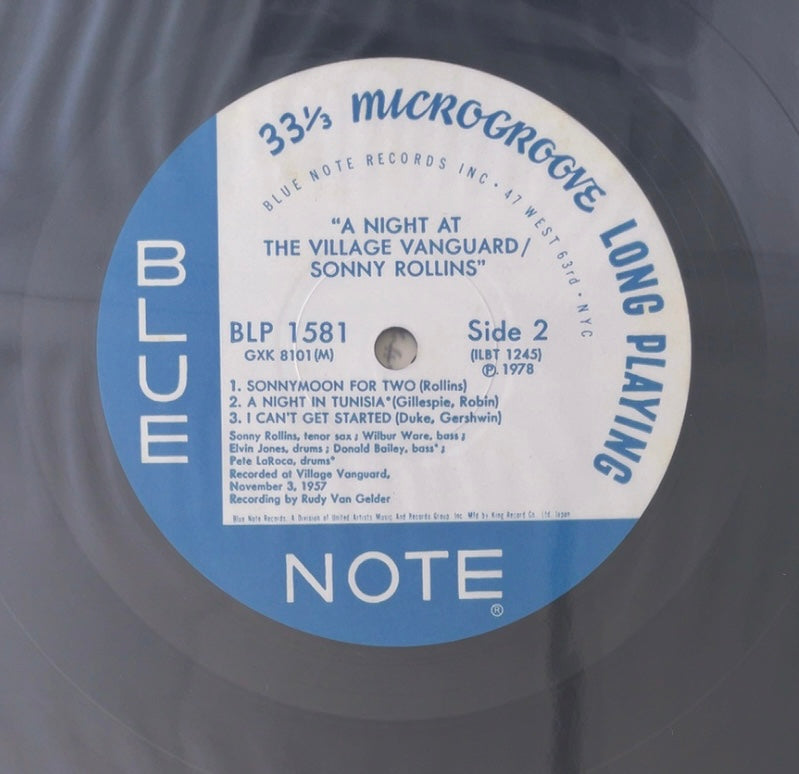 33⅓ MICROGROOVE LONG PLAYING
BLUE NOTE RECORDS INC · 47 WEST 63rd · NYC
"A NIGHT AT
THE VILLAGE VANGUARD/
SONNY ROLLINS"
BLP 1581
GXK 8101(M)
Side 2
(ILBT 1245)
℗.1978
1. SONNYMOON FOR TWO (Rollins)
2. A NIGHT IN TUNISIA* (Gillespie, Robin)
3. I CAN'T GET STARTED (Duke, Gershwin)
Sonny Rollins, tenor sax ; Wilbur Ware, bass ;
Elvin Jones, drums ; Donald Bailey, bass* ;
Pete LaRoca, drums*
Recorded at Village Vanguard,
November 3, 1957
Recording by Rudy Van Gelder
Blue Note Records, A Division of United Artists Music And Records Group, Inc. Mfd by King Record Co., Ltd. Japan
BLUE
NOTE
®